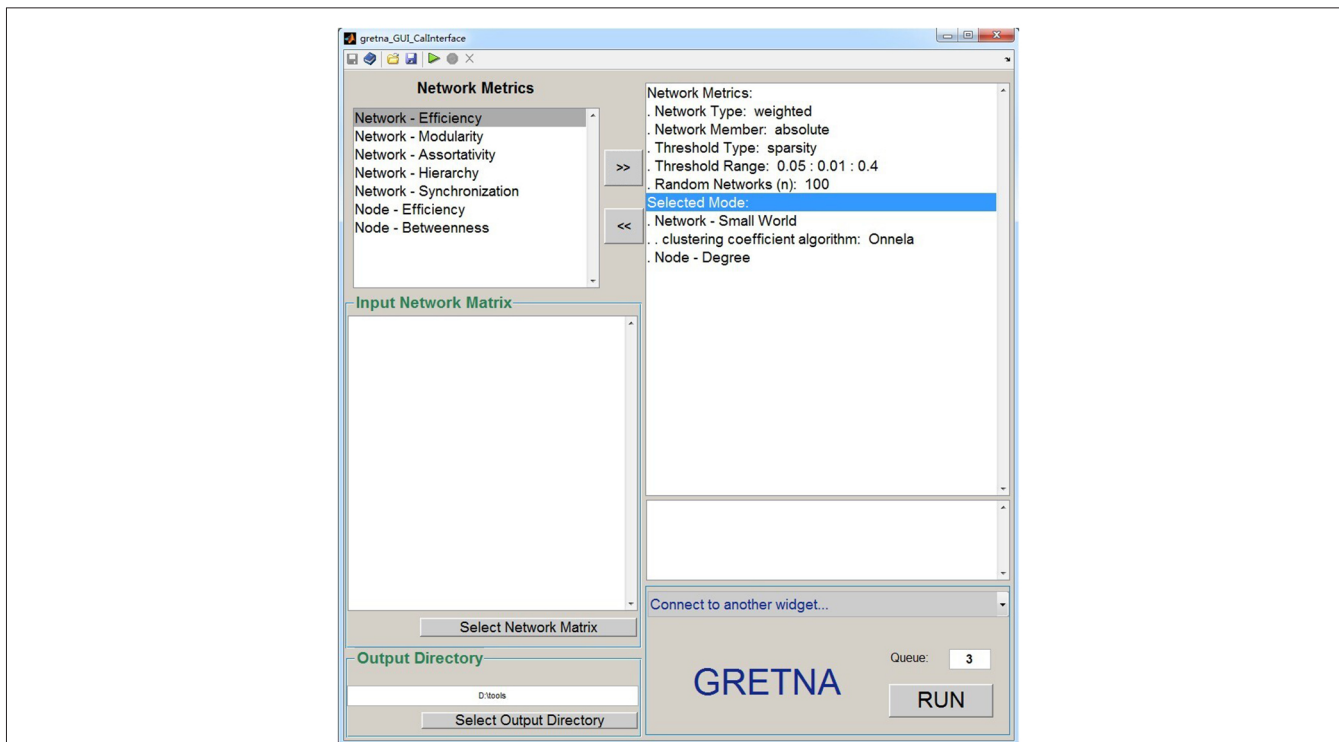 gretna_GUI_CalInterface
Network Metrics
Network - Efficiency
Network - Modularity
Network - Assortativity
Network - Hierarchy
Network - Synchronization
Node - Efficiency
Node - Betweenness
>>
<<
Input Network Matrix
Select Network Matrix
Output Directory
D:\tools
Select Output Directory
Network Metrics:
. Network Type: weighted
. Network Member: absolute
. Threshold Type: sparsity
. Threshold Range: 0.05 : 0.01 : 0.4
. Random Networks (n): 100
Selected Mode:
. Network - Small World
. . clustering coefficient algorithm: Onnela
. Node - Degree
Connect to another widget...
GRETNA
Queue: 3
RUN